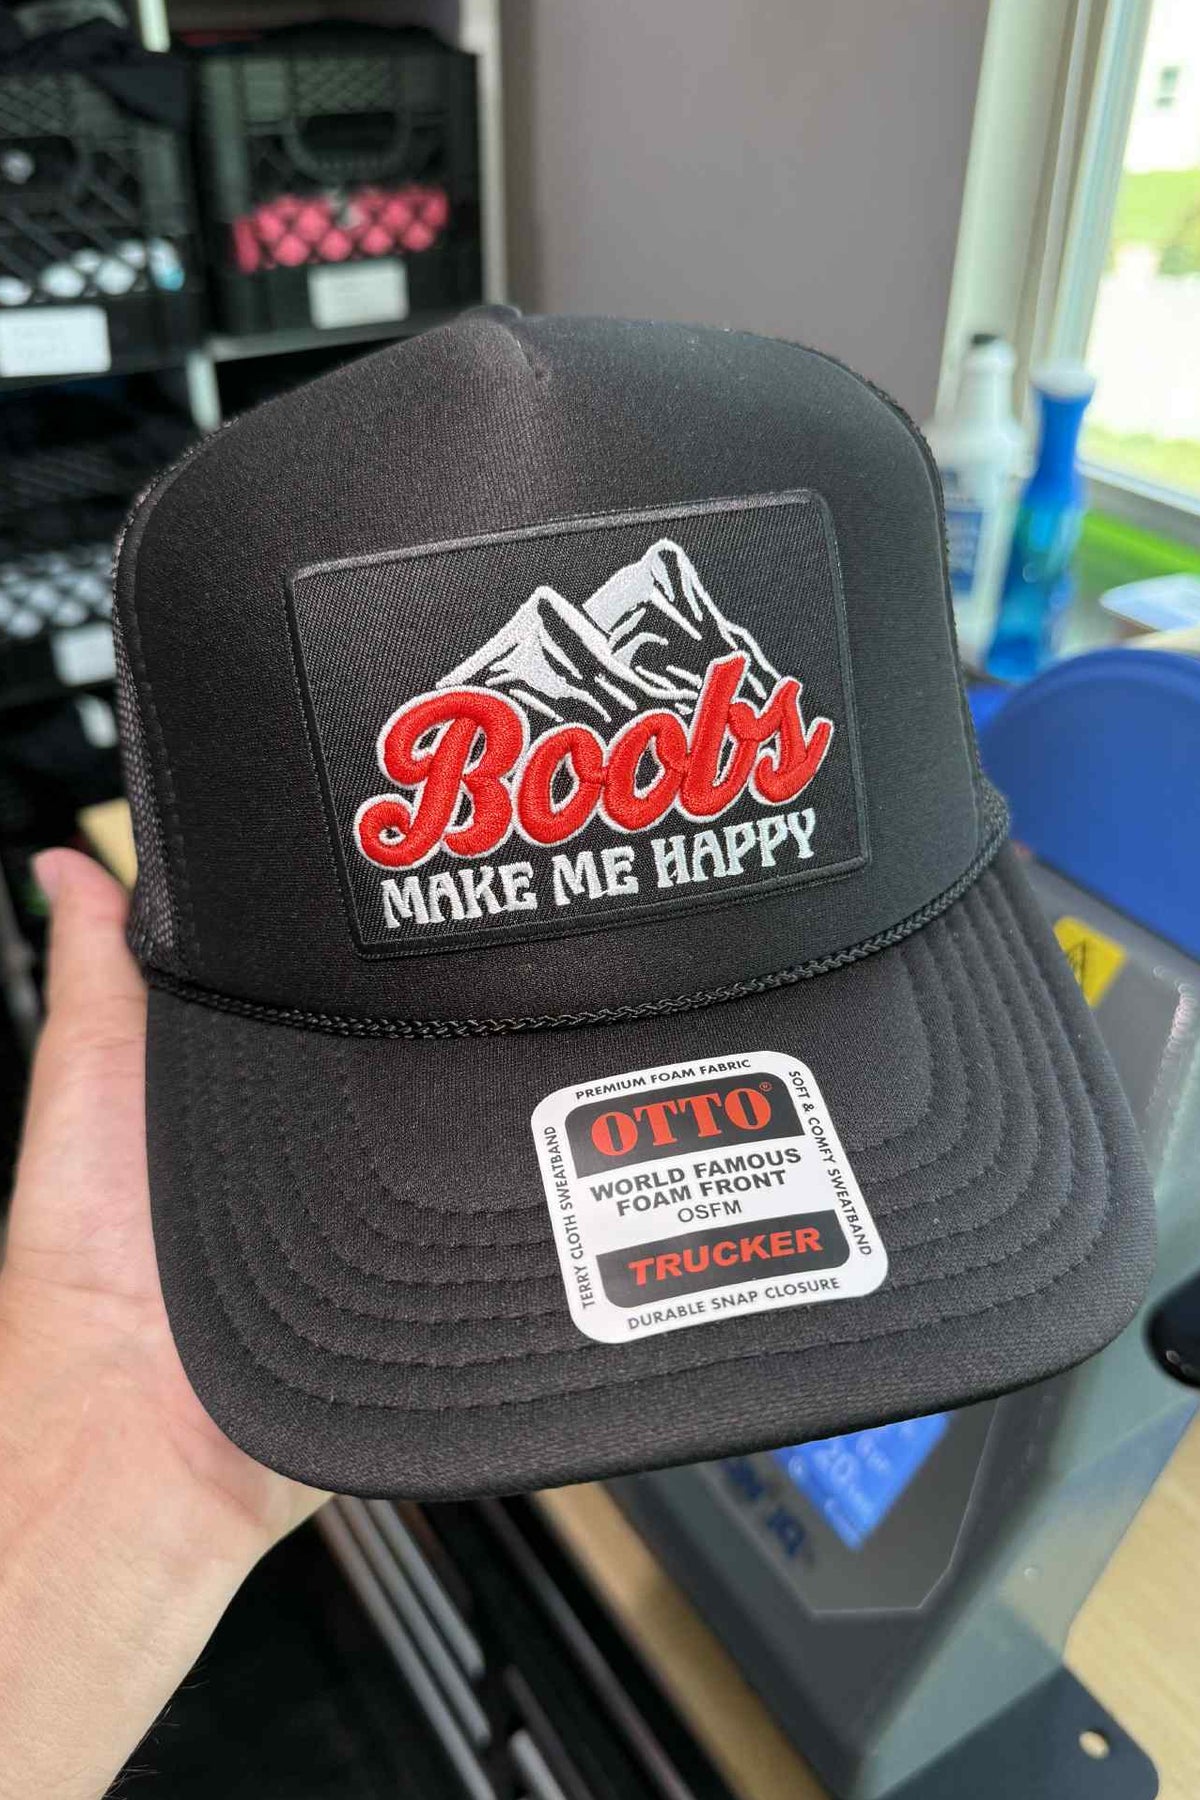 Boobs
MAKE ME HAPPY
PREMIUM FOAM FABRIC
OTTO®
WORLD FAMOUS
FOAM FRONT
OSFM
TRUCKER
DURABLE SNAP CLOSURE
TERRY CLOTH SWEATBAND
SOFT & COMFY SWEATBAND